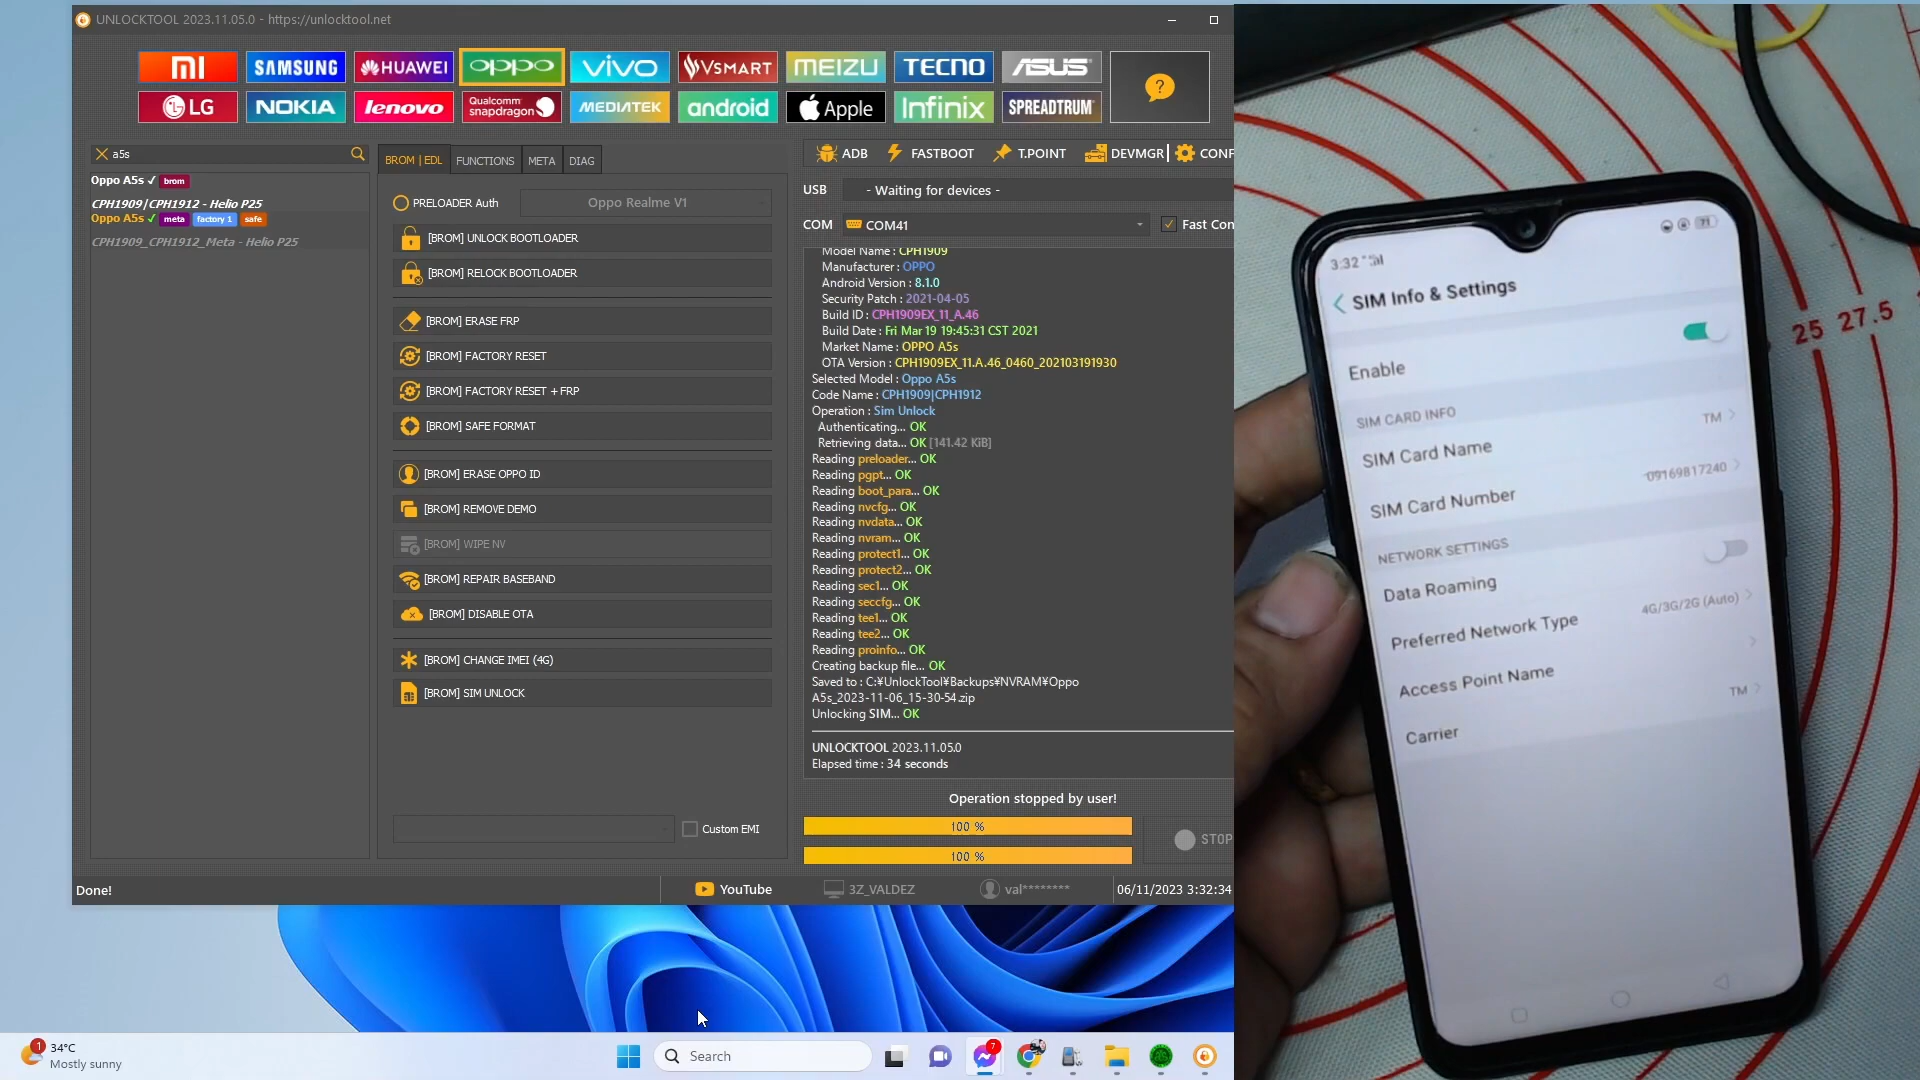 UNLOCKTOOL 2023.11.05.0 - https://unlocktool.net
mi SAMSUNG HUAWEI oppo vivo VSMART MEIZU TECNO ASUS ?
LG NOKIA lenovo Qualcomm snapdragon MEDIATEK android Apple Infinix SPREADTRUM
a5s
Oppo A5s ✓ brom
CPH1909|CPH1912 - Helio P25
Oppo A5s ✓ meta factory 1 safe
CPH1909_CPH1912_Meta - Helio P25
BROM | EDL FUNCTIONS META DIAG
PRELOADER Auth Oppo Realme V1
[BROM] UNLOCK BOOTLOADER
[BROM] RELOCK BOOTLOADER
[BROM] ERASE FRP
[BROM] FACTORY RESET
[BROM] FACTORY RESET + FRP
[BROM] SAFE FORMAT
[BROM] ERASE OPPO ID
[BROM] REMOVE DEMO
[BROM] WIPE NV
[BROM] REPAIR BASEBAND
[BROM] DISABLE OTA
[BROM] CHANGE IMEI (4G)
[BROM] SIM UNLOCK
Custom EMI
ADB FASTBOOT T.POINT DEVMGR CONF
USB - Waiting for devices -
COM COM41 Fast Con
Model Name : CPH1909
Manufacturer : OPPO
Android Version : 8.1.0
Security Patch : 2021-04-05
Build ID : CPH1909EX_11_A.46
Build Date : Fri Mar 19 19:45:31 CST 2021
Market Name : OPPO A5s
OTA Version : CPH1909EX_11.A.46_0460_202103191930
Selected Model : Oppo A5s
Code Name : CPH1909|CPH1912
Operation : Sim Unlock
Authenticating... OK
Retrieving data... OK [141.42 KiB]
Reading preloader... OK
Reading pgpt... OK
Reading boot_para... OK
Reading nvcfg... OK
Reading nvdata... OK
Reading nvram... OK
Reading protect1... OK
Reading protect2... OK
Reading sec1... OK
Reading seccfg... OK
Reading tee1... OK
Reading tee2... OK
Reading proinfo... OK
Creating backup file... OK
Saved to : C:¥UnlockTool¥Backups¥NVRAM¥Oppo
A5s_2023-11-06_15-30-54.zip
Unlocking SIM... OK
UNLOCKTOOL 2023.11.05.0
Elapsed time : 34 seconds
Operation stopped by user!
100 %
STOP
100 %
Done! YouTube 3Z_VALDEZ val******** 06/11/2023 3:32:34
1 34°C
Mostly sunny
Search
7
3:32 71
SIM Info & Settings
Enable
SIM CARD INFO
SIM Card Name TM
SIM Card Number 09169817240
NETWORK SETTINGS
Data Roaming
Preferred Network Type 4G/3G/2G (Auto)
Access Point Name
Carrier TM
25 27.5